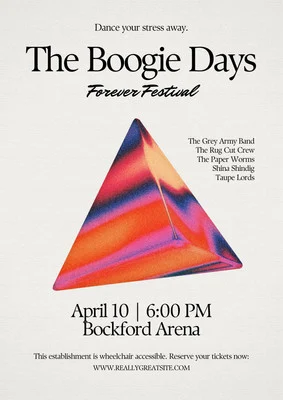 Dance your stress away.
The Boogie Days
Forever Festival
The Grey Army Band
The Rug Cut Crew
The Paper Worms
Shina Shindig
Taupe Lords
April 10 | 6:00 PM
Bockford Arena
This establishment is wheelchair accessible. Reserve your tickets now:
WWW.REALLYGREATSITE.COM